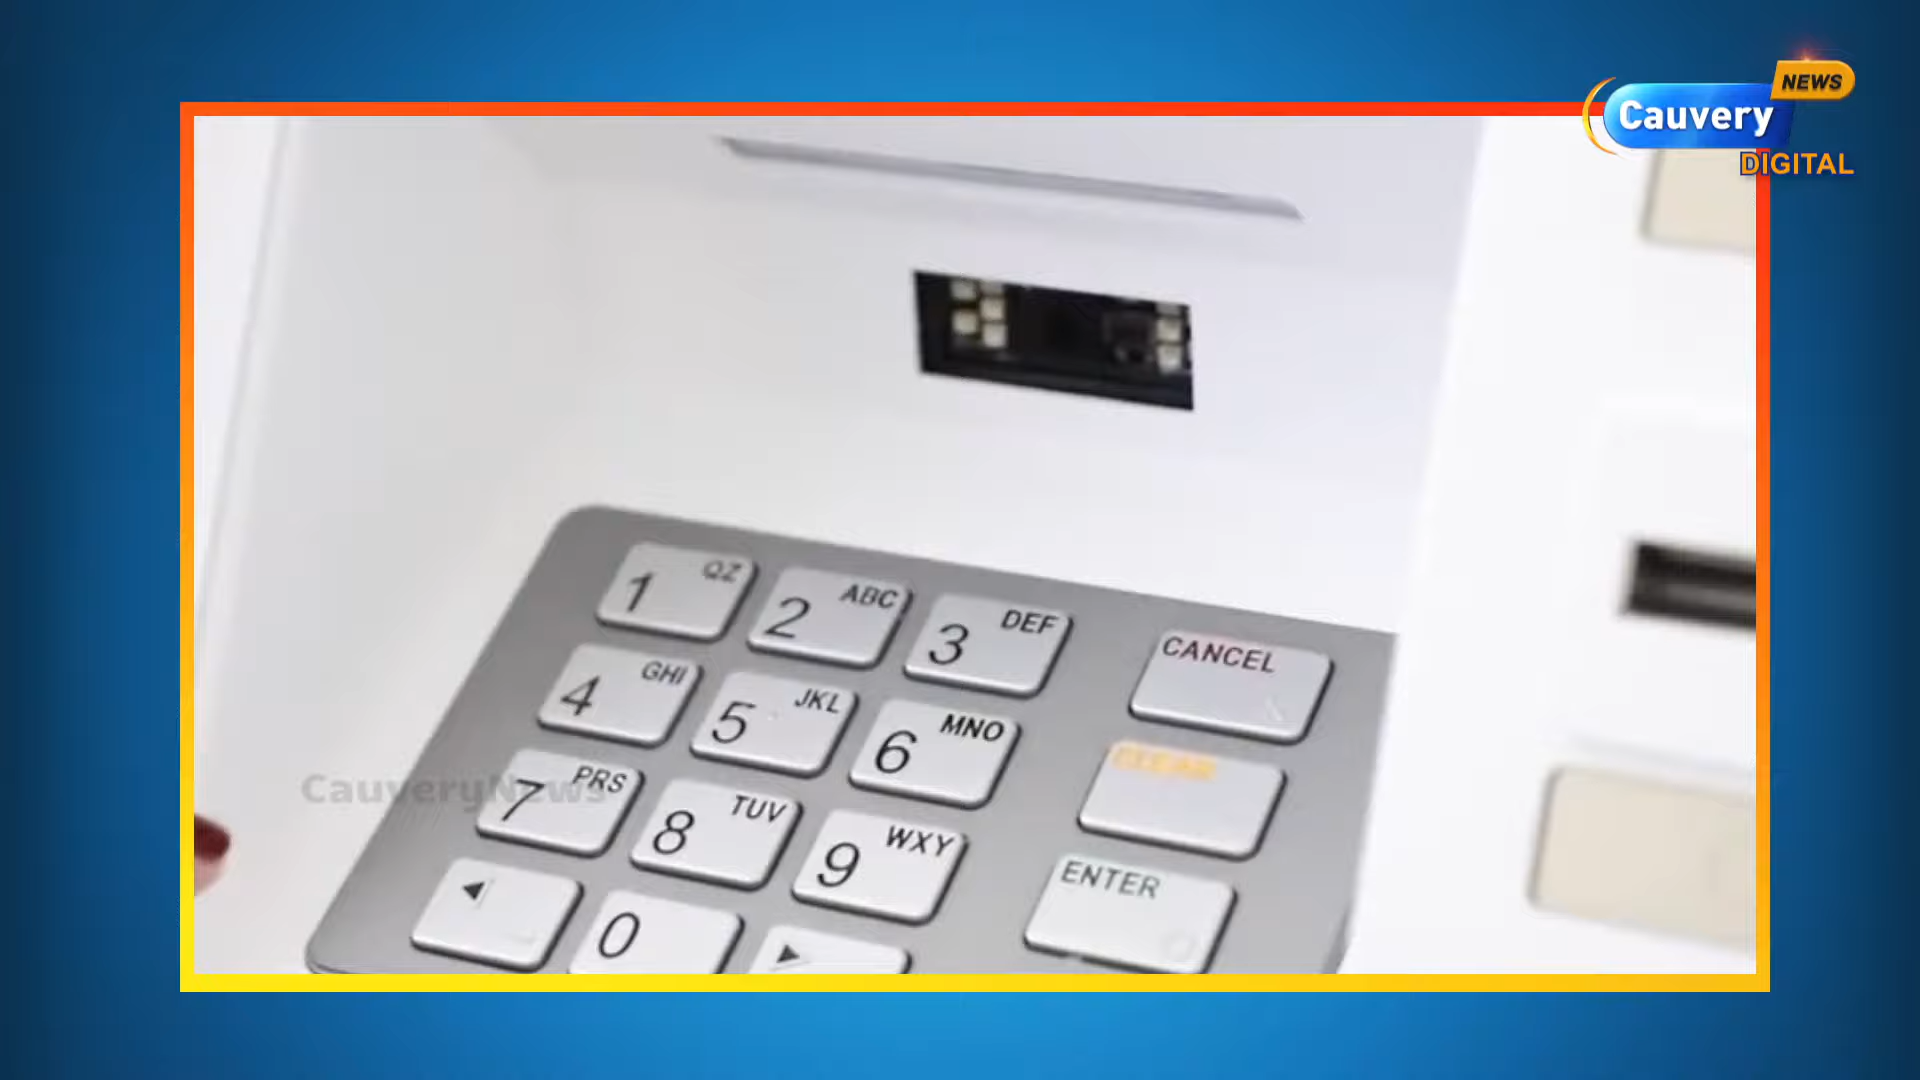 NEWS
Cauvery
DIGITAL
1 QZ
2 ABC
3 DEF
CANCEL
4 GHI
5 JKL
6 MNO
CLEAR
7 PRS
8 TUV
9 WXY
ENTER
0
CauveryNews